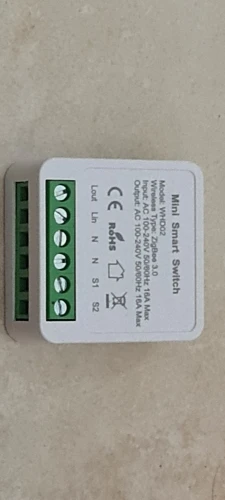 Mini Smart Switch
Model: WHD02
Wireless Type: ZigBee 3.0
Input: AC 100-240V 50/60Hz 16A Max
Output: AC 100-240V 50/60Hz 16A Max
CE RoHS
Lout Lin N N S1 S2